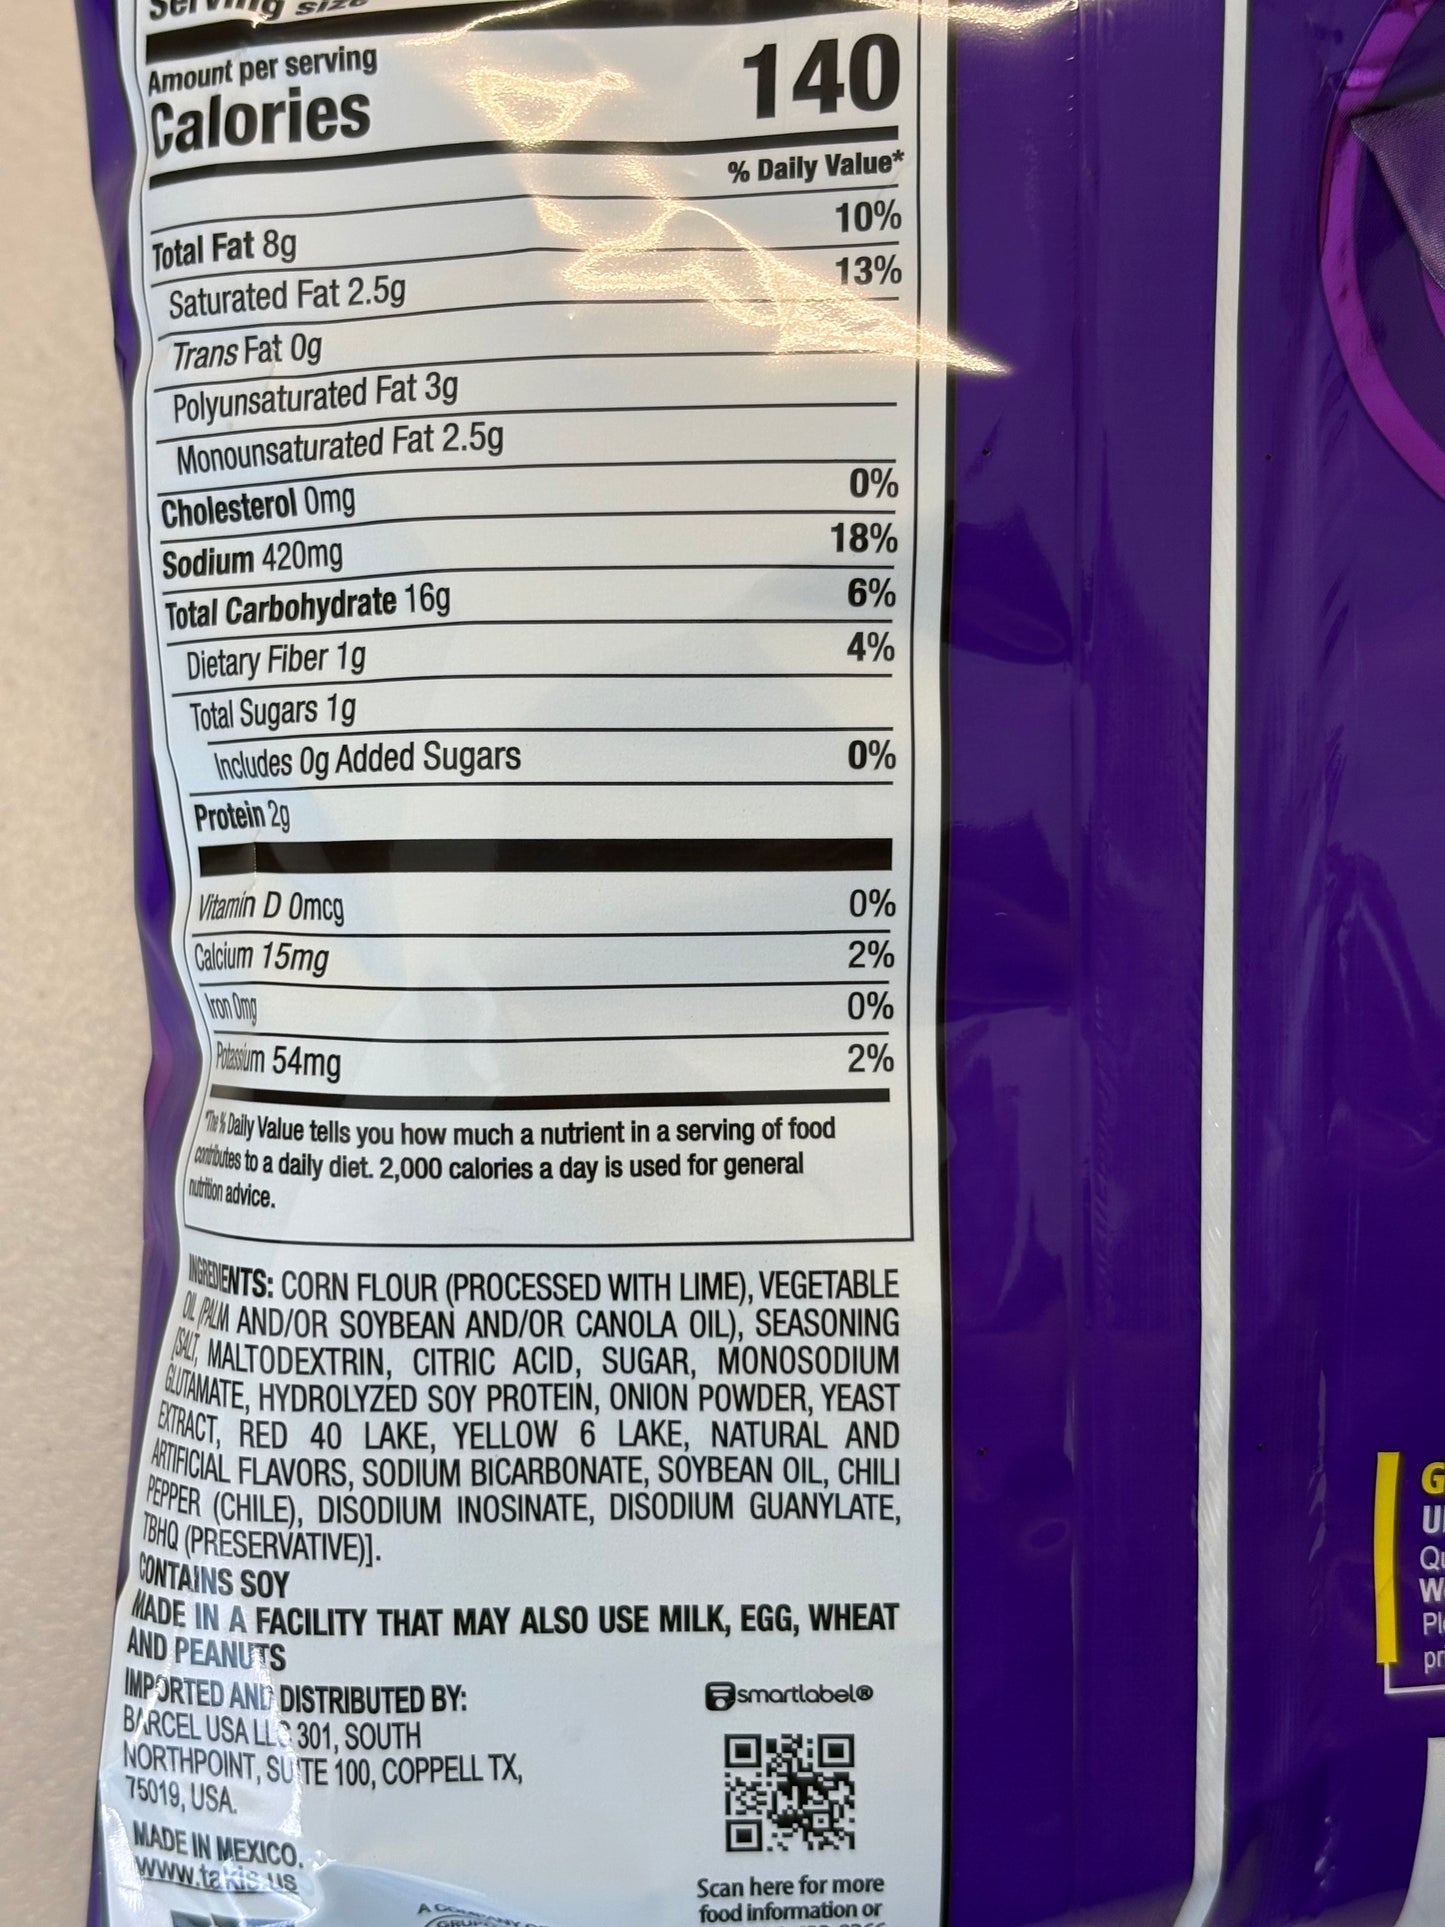 Serving size
Amount per serving
Calories 140
% Daily Value*
Total Fat 8g 10%
Saturated Fat 2.5g 13%
Trans Fat 0g
Polyunsaturated Fat 3g
Monounsaturated Fat 2.5g
Cholesterol 0mg 0%
Sodium 420mg 18%
Total Carbohydrate 16g 6%
Dietary Fiber 1g 4%
Total Sugars 1g
Includes 0g Added Sugars 0%
Protein 2g
Vitamin D 0mcg 0%
Calcium 15mg 2%
Iron 0mg 0%
Potassium 54mg 2%
*The % Daily Value tells you how much a nutrient in a serving of food
contributes to a daily diet. 2,000 calories a day is used for general
nutrition advice.
INGREDIENTS: CORN FLOUR (PROCESSED WITH LIME), VEGETABLE
OIL (PALM AND/OR SOYBEAN AND/OR CANOLA OIL), SEASONING
[SALT, MALTODEXTRIN, CITRIC ACID, SUGAR, MONOSODIUM
GLUTAMATE, HYDROLYZED SOY PROTEIN, ONION POWDER, YEAST
EXTRACT, RED 40 LAKE, YELLOW 6 LAKE, NATURAL AND
ARTIFICIAL FLAVORS, SODIUM BICARBONATE, SOYBEAN OIL, CHILI
PEPPER (CHILE), DISODIUM INOSINATE, DISODIUM GUANYLATE,
TBHQ (PRESERVATIVE)].
CONTAINS SOY
MADE IN A FACILITY THAT MAY ALSO USE MILK, EGG, WHEAT
AND PEANUTS
IMPORTED AND DISTRIBUTED BY:
BARCEL USA LLC 301, SOUTH
NORTHPOINT, SUITE 100, COPPELL TX,
75019, USA.
MADE IN MEXICO.
www.takis.us
smartlabel®
Scan here for more
food information or